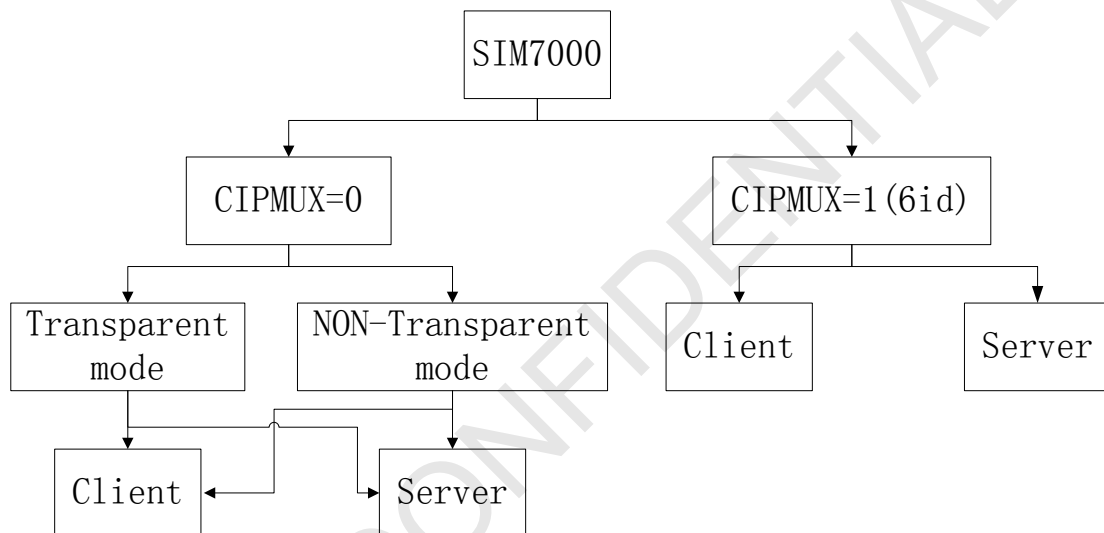 SIM7000
CIPMUX=0
CIPMUX=1(6id)
Transparent
mode
NON-Transparent
mode
Client
Server
Client
Server
CONFIDENTIAL